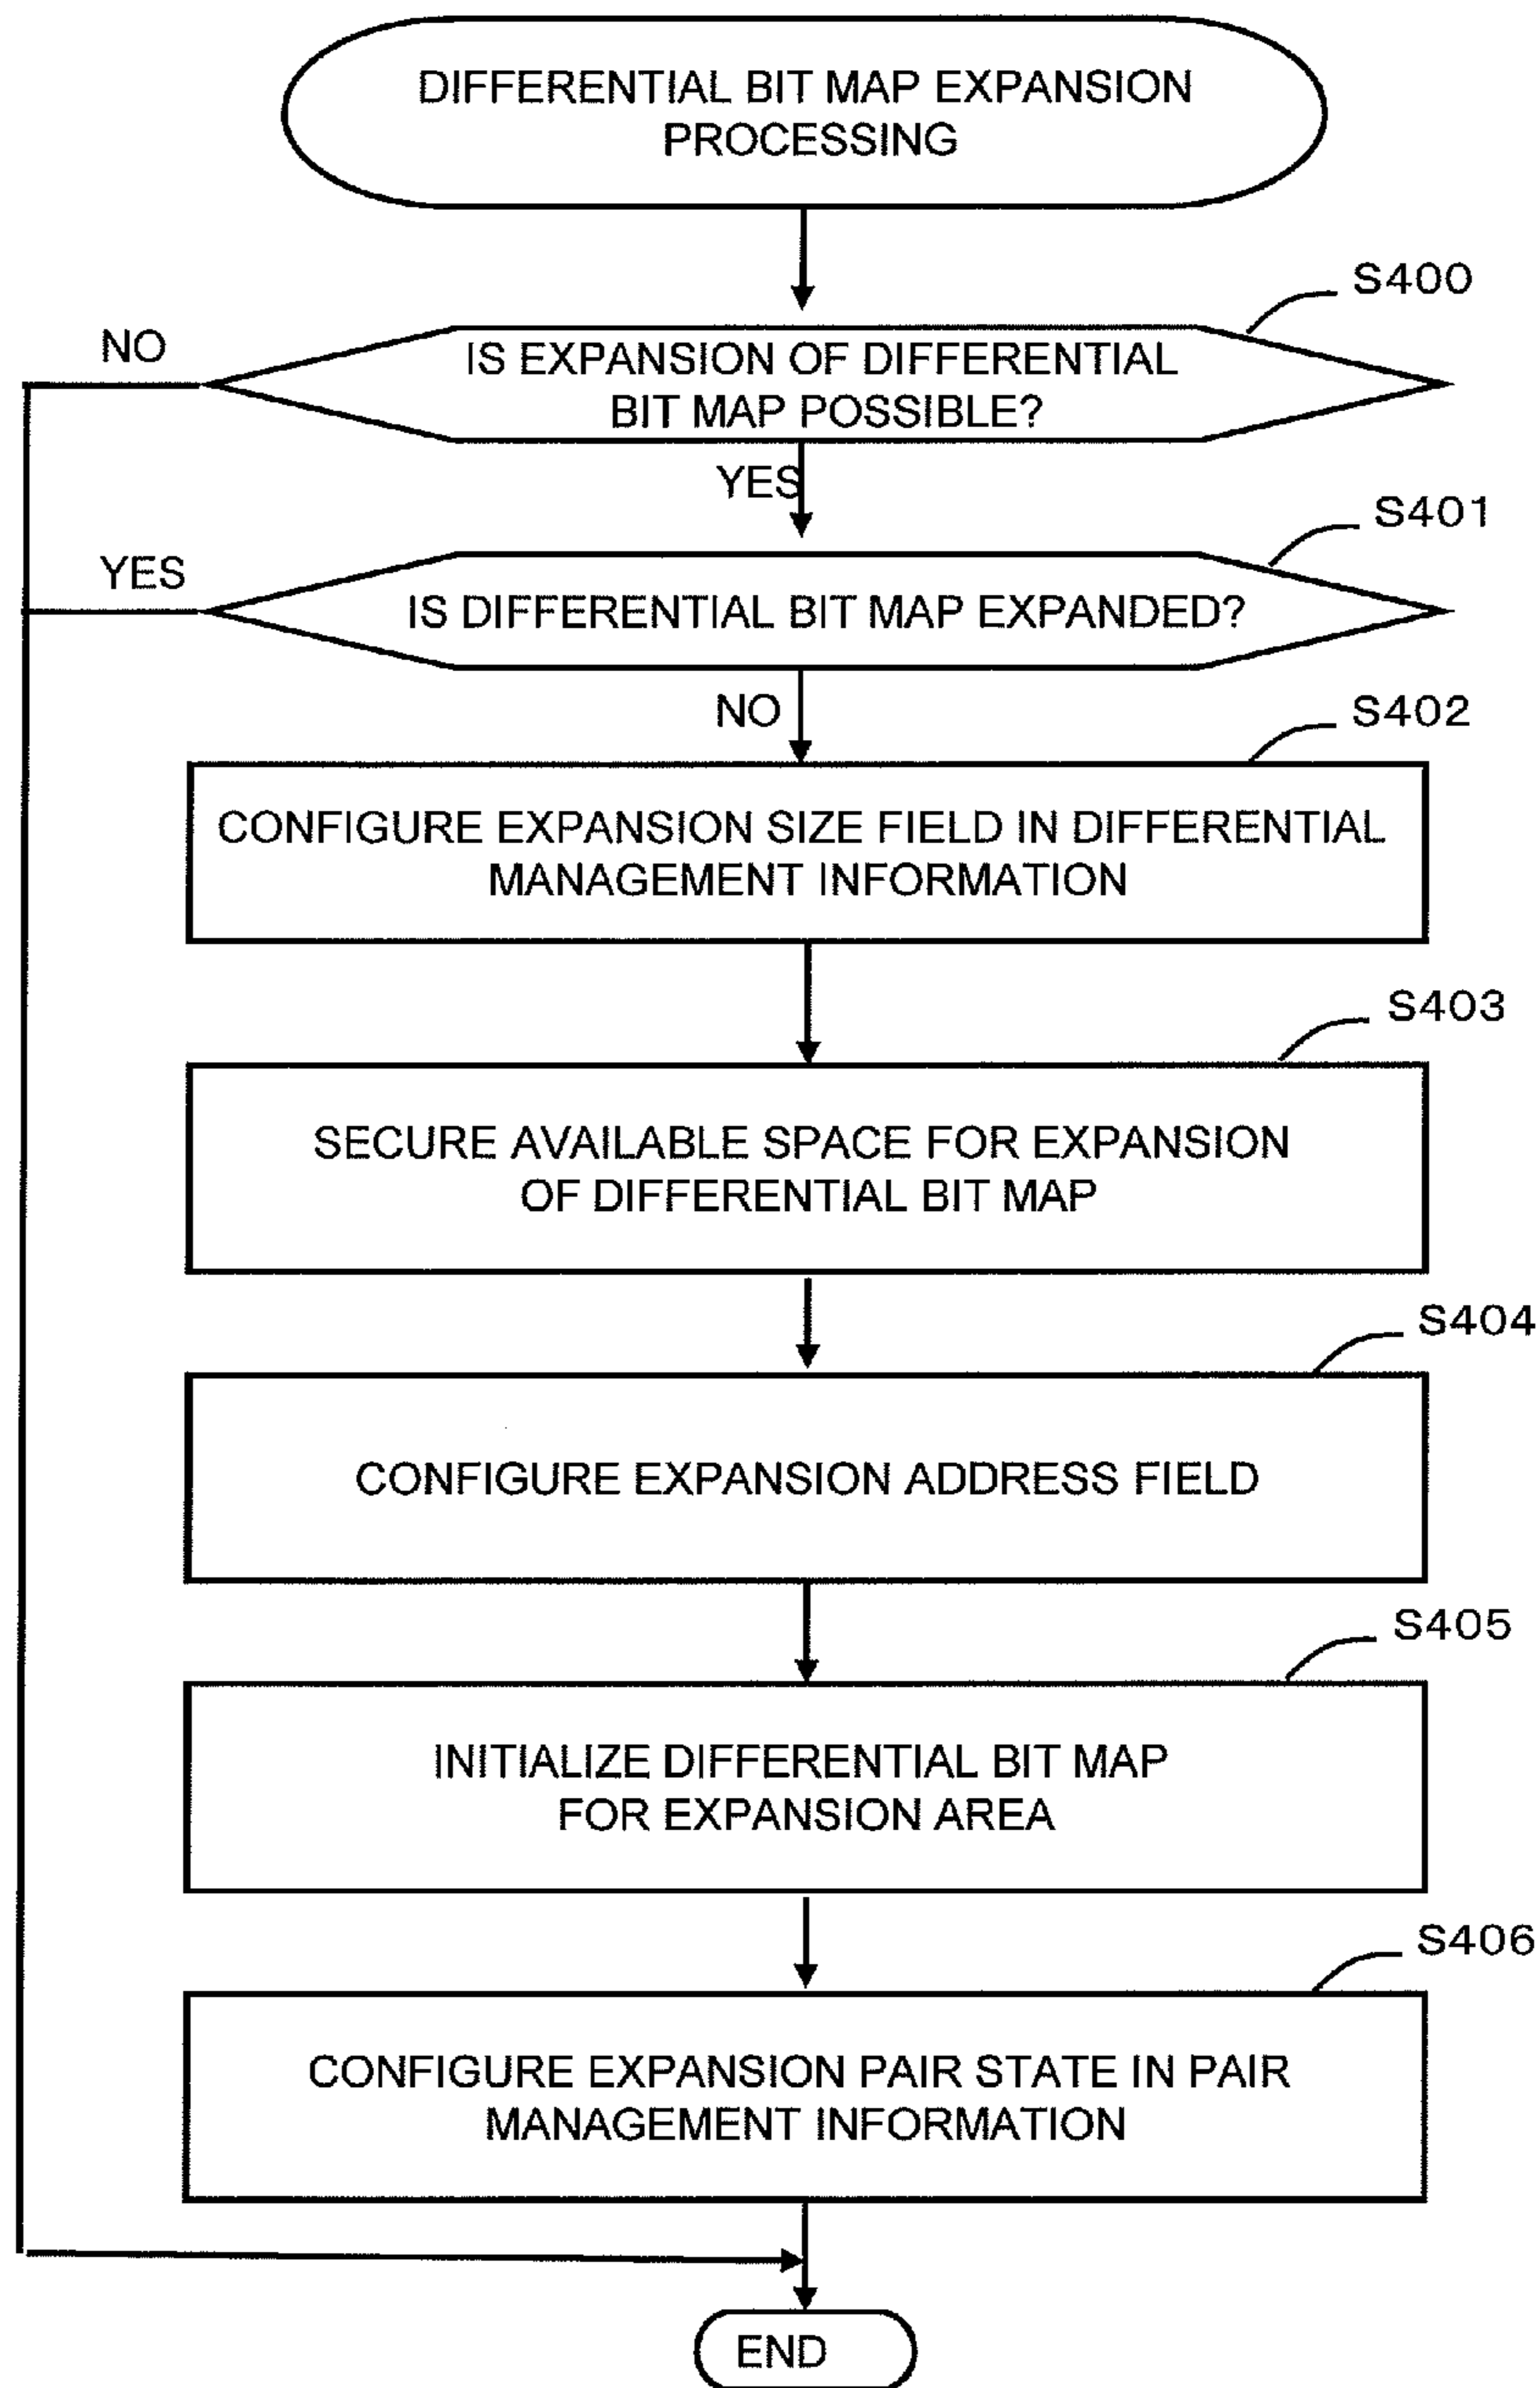 DIFFERENTIAL BIT MAP EXPANSION
PROCESSING
S400
NO
IS EXPANSION OF DIFFERENTIAL
BIT MAP POSSIBLE?
YES
S401
YES
IS DIFFERENTIAL BIT MAP EXPANDED?
NO
S402
CONFIGURE EXPANSION SIZE FIELD IN DIFFERENTIAL
MANAGEMENT INFORMATION
S403
SECURE AVAILABLE SPACE FOR EXPANSION
OF DIFFERENTIAL BIT MAP
S404
CONFIGURE EXPANSION ADDRESS FIELD
S405
INITIALIZE DIFFERENTIAL BIT MAP
FOR EXPANSION AREA
S406
CONFIGURE EXPANSION PAIR STATE IN PAIR
MANAGEMENT INFORMATION
END